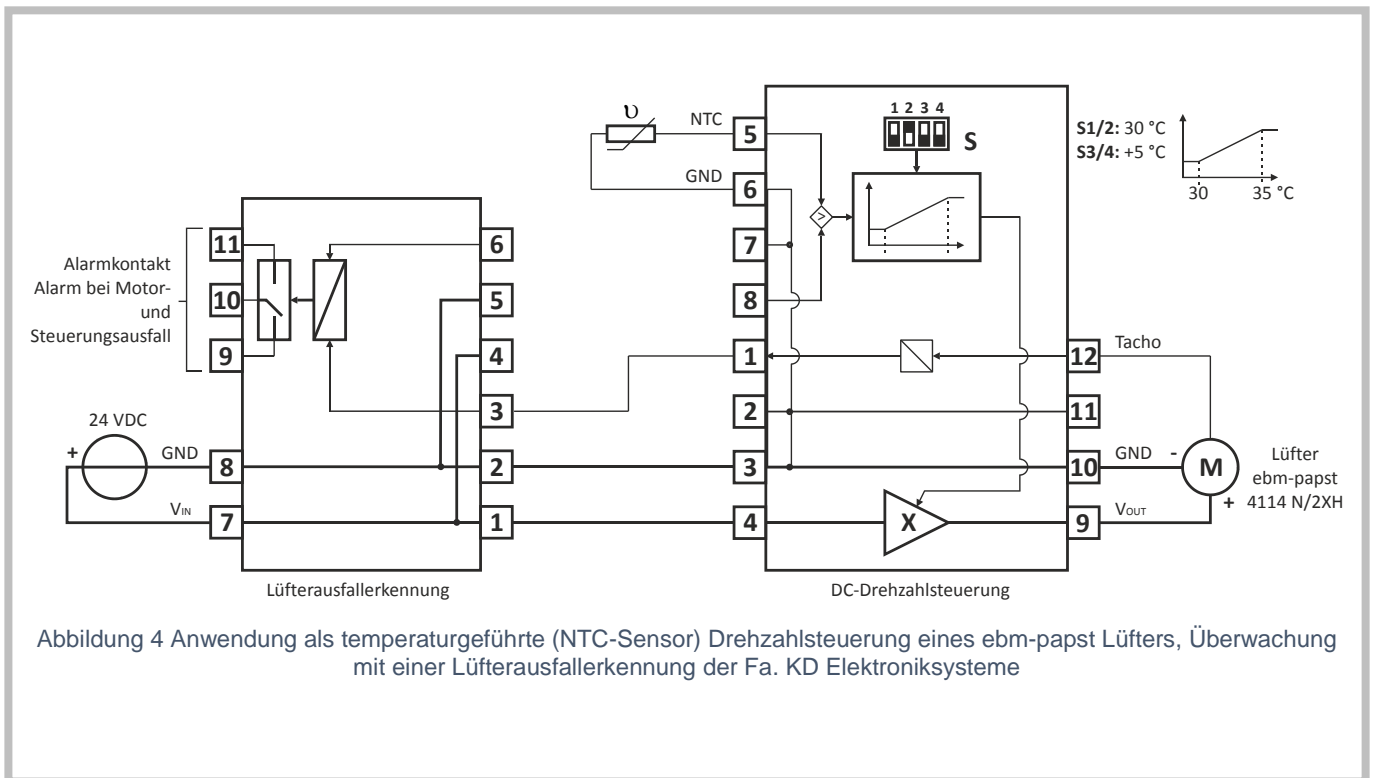 1 2 3 4
S
S1/2: 30 °C
S3/4: +5 °C
30
35 °C
υ
NTC
GND
5
6
7
8
1
2
3
4
>
12
11
10
9
Tacho
GND
-
M
+
VOUT
X
Lüfter
ebm-papst
4114 N/2XH
DC-Drehzahlsteuerung
Alarmkontakt
Alarm bei Motor-
und
Steuerungsausfall
11
10
9
8
7
6
5
4
3
2
1
24 VDC
+
GND
VIN
Lüfterausfallerkennung
Abbildung 4 Anwendung als temperaturgeführte (NTC-Sensor) Drehzahlsteuerung eines ebm-papst Lüfters, Überwachung
mit einer Lüfterausfallerkennung der Fa. KD Elektroniksysteme